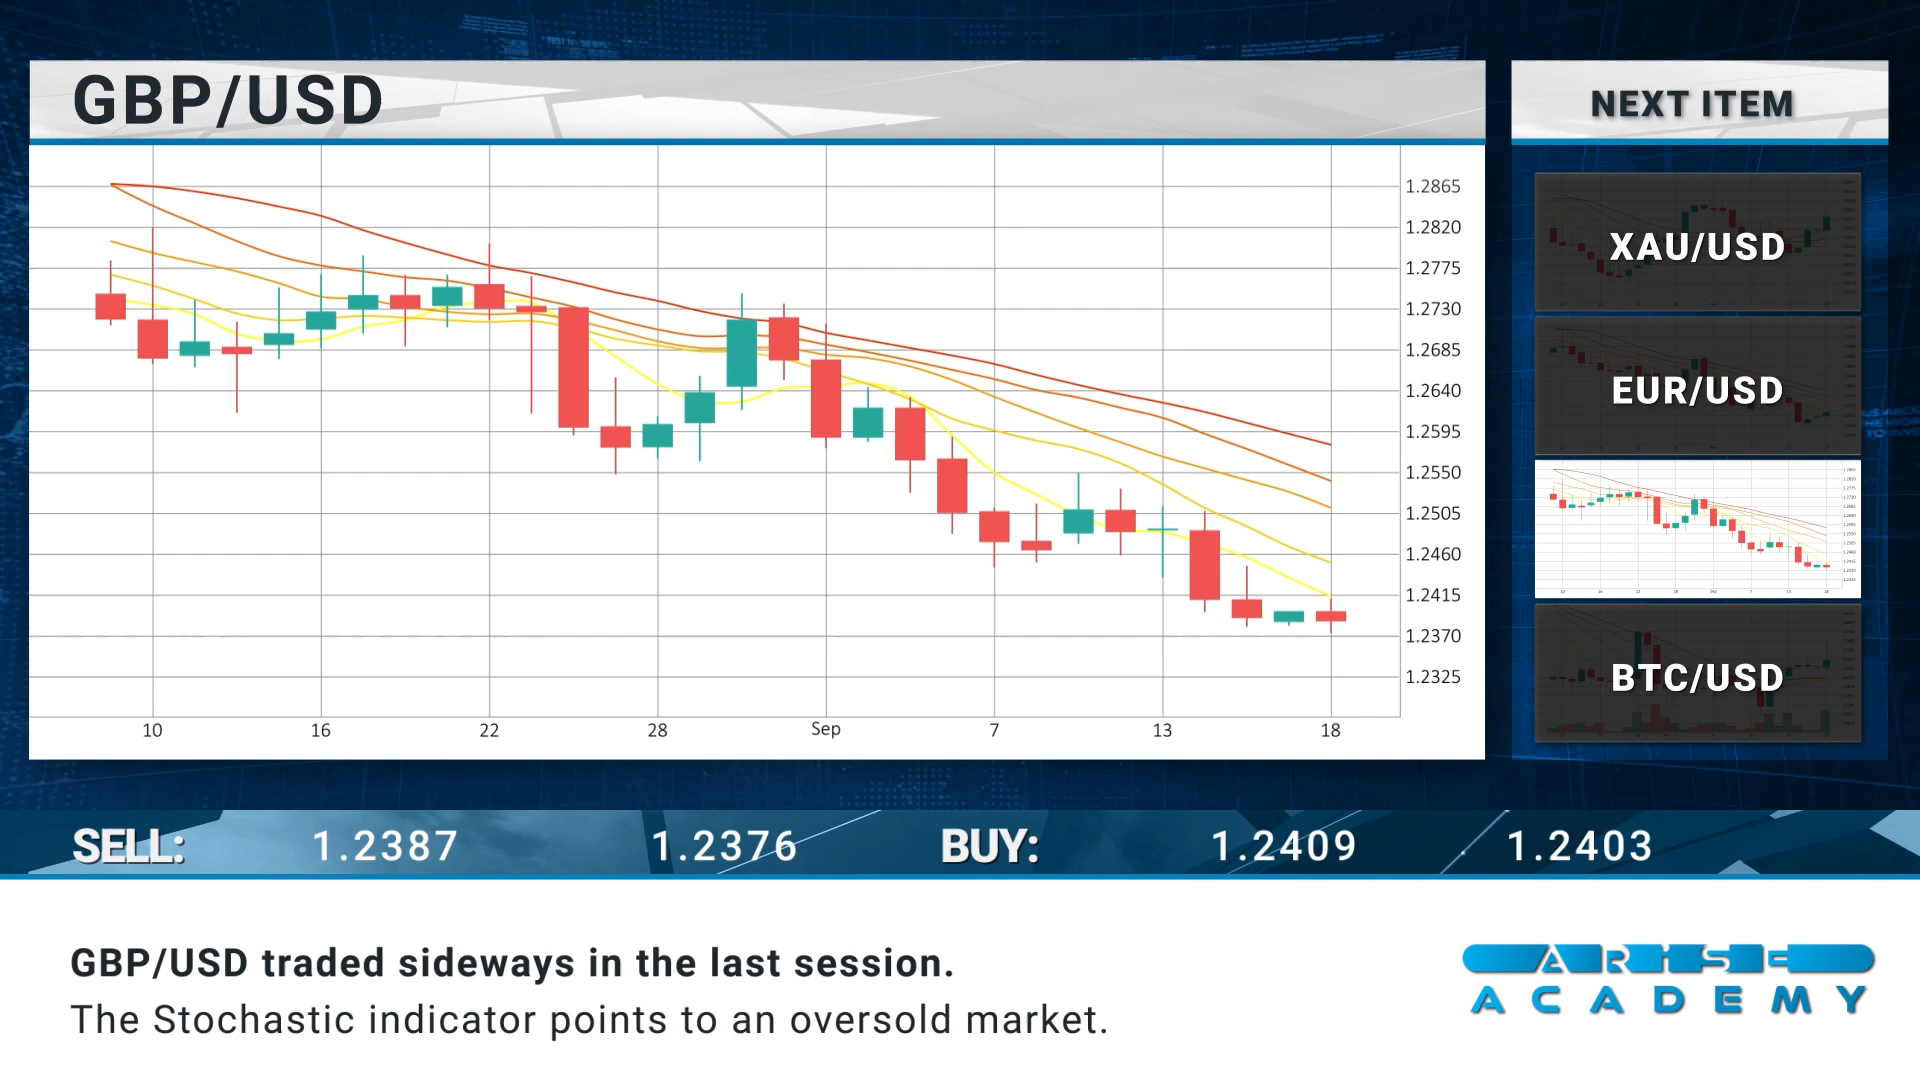 GBP/USD
NEXT ITEM
1.2865
1.2820
1.2775
1.2730
1.2685
1.2640
1.2595
1.2550
1.2505
1.2460
1.2415
1.2370
1.2325
10 16 22 28 Sep 7 13 18
XAU/USD
EUR/USD
BTC/USD
SELL: 1.2387 1.2376 BUY: 1.2409 1.2403
GBP/USD traded sideways in the last session.
The Stochastic indicator points to an oversold market.
ARISE
ACADEMY